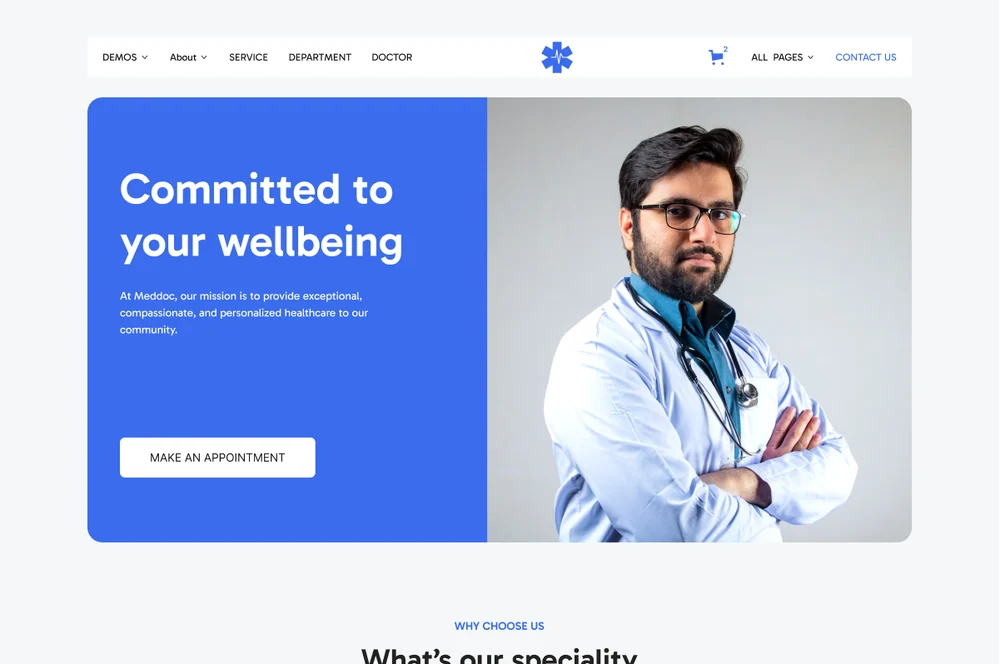 DEMOS About SERVICE DEPARTMENT DOCTOR 2 ALL PAGES CONTACT US
Committed to
your wellbeing
At Meddoc, our mission is to provide exceptional,
compassionate, and personalized healthcare to our
community.
MAKE AN APPOINTMENT
WHY CHOOSE US
What's our speciality